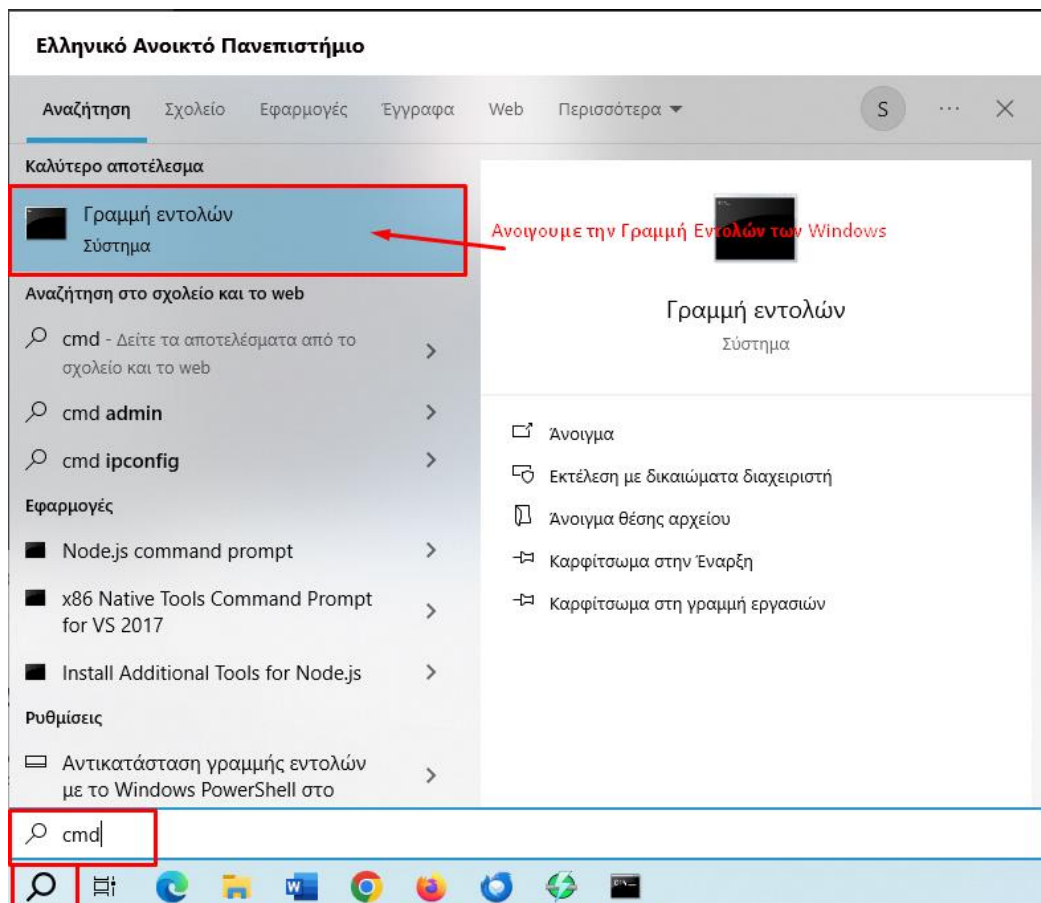 Ελληνικό Ανοικτό Πανεπιστήμιο
Αναζήτηση Σχολείο Εφαρμογές Έγγραφα Web Περισσότερα S
Καλύτερο αποτέλεσμα
Γραμμή εντολών
Σύστημα
Ανοιγουμε την Γραμμή Εντολών των Windows
Αναζήτηση στο σχολείο και το web
cmd - Δείτε τα αποτελέσματα από το
σχολείο και το web
cmd admin
cmd ipconfig
Εφαρμογές
Node.js command prompt
x86 Native Tools Command Prompt
for VS 2017
Install Additional Tools for Node.js
Ρυθμίσεις
Αντικατάσταση γραμμής εντολών
με το Windows PowerShell στο
Γραμμή εντολών
Σύστημα
Άνοιγμα
Εκτέλεση με δικαιώματα διαχειριστή
Άνοιγμα θέσης αρχείου
Καρφίτσωμα στην Έναρξη
Καρφίτσωμα στη γραμμή εργασιών
cmd